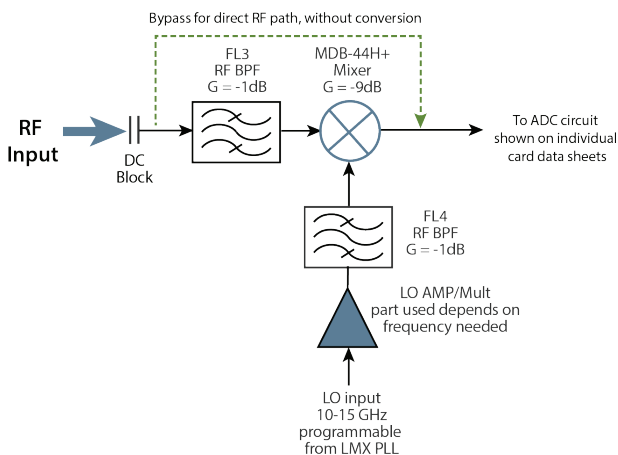 Bypass for direct RF path, without conversion
FL3
RF BPF
G = -1dB
MDB-44H+
Mixer
G = -9dB
RF
Input
DC
Block
To ADC circuit
shown on individual
card data sheets
FL4
RF BPF
G = -1dB
LO AMP/Mult
part used depends on
frequency needed
LO input
10-15 GHz
programmable
from LMX PLL